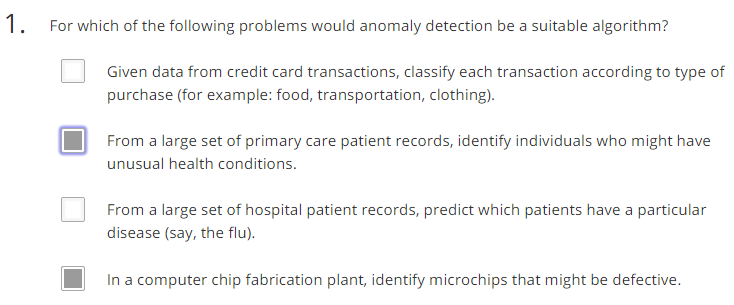 1. For which of the following problems would anomaly detection be a suitable algorithm?
Given data from credit card transactions, classify each transaction according to type of
purchase (for example: food, transportation, clothing).
From a large set of primary care patient records, identify individuals who might have
unusual health conditions.
From a large set of hospital patient records, predict which patients have a particular
disease (say, the flu).
In a computer chip fabrication plant, identify microchips that might be defective.